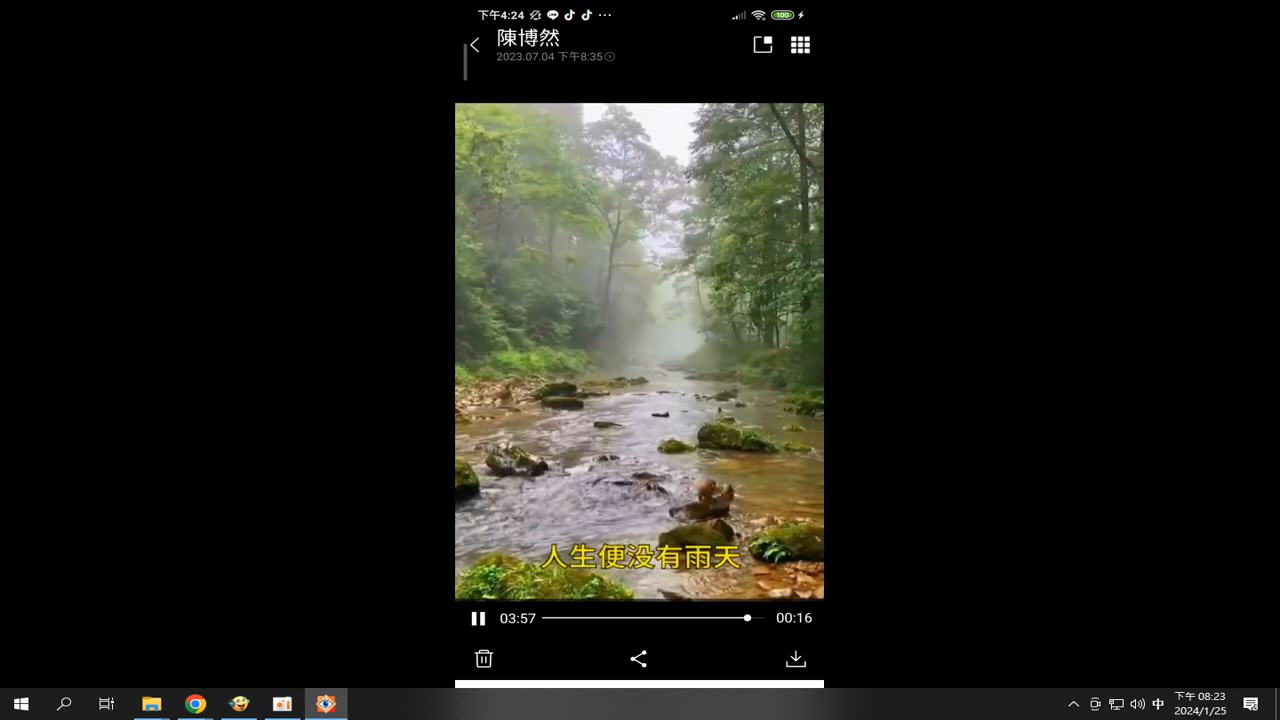 下午4:24
100
陳博然
2023.07.04 下午8:35
人生便没有雨天
03:57
00:16
中
下午 08:23
2024/1/25